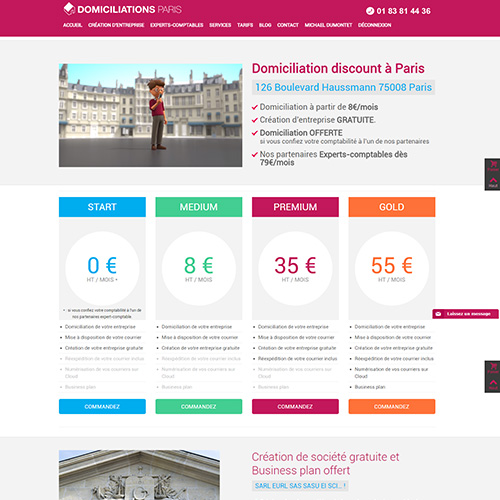 DOMICILIATIONS PARIS
01 83 81 44 36
ACCUEIL CRÉATION D'ENTREPRISE EXPERTS-COMPTABLES SERVICES TARIFS BLOG CONTACT MICHAEL DUMONTET DÉCONNEXION
Domiciliation discount à Paris
126 Boulevard Haussmann 75008 Paris
Domiciliation à partir de 8€/mois
Création d'entreprise GRATUITE.
Domiciliation OFFERTE
si vous confiez votre comptabilité à l'un de nos partenaires
Nos partenaires Experts-comptables dès
79€/mois
Haut
START
0 €
HT / MOIS *
* : si vous confiez votre comptabilité à l'un de
nos partenaires expert-comptable.
Domiciliation de votre entreprise
Mise à disposition de votre courrier
Création de votre entreprise gratuite
Réexpédition de votre courrier inclus
Numérisation de vos courriers sur
Cloud
Business plan
COMMANDEZ
MEDIUM
8 €
HT / MOIS
Domiciliation de votre entreprise
Mise à disposition de votre courrier
Création de votre entreprise gratuite
Réexpédition de votre courrier inclus
Numérisation de vos courriers sur
Cloud
Business plan
COMMANDEZ
PREMIUM
35 €
HT / MOIS
Domiciliation de votre entreprise
Mise à disposition de votre courrier
Création de votre entreprise gratuite
Réexpédition de votre courrier inclus
Numérisation de vos courriers sur
Cloud
Business plan
COMMANDEZ
GOLD
55 €
HT / MOIS
Domiciliation de votre entreprise
Mise à disposition de votre courrier
Création de votre entreprise gratuite
Réexpédition de votre courrier inclus
Numérisation de vos courriers sur
Cloud
Business plan
COMMANDEZ
Laissez un message
Haut
Création de société gratuite et
Business plan offert
SARL EURL SAS SASU EI SCI... !